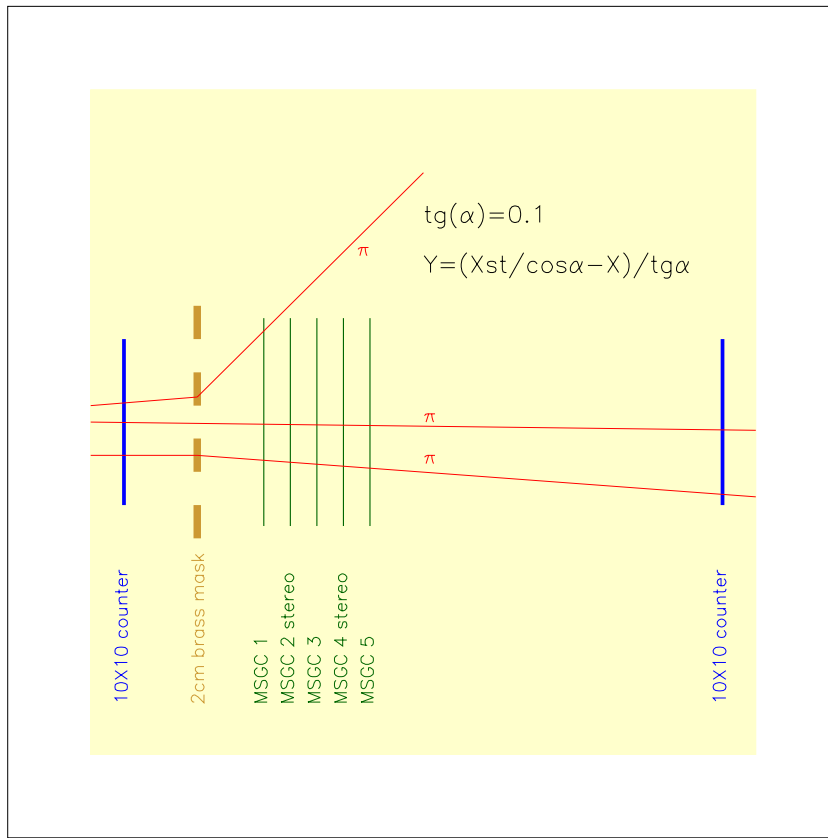 tg(α)=0.1
π
Y=(Xst/cosα−X)/tgα
π
π
10X10 counter
2cm brass mask
MSGC 1
MSGC 2 stereo
MSGC 3
MSGC 4 stereo
MSGC 5
10X10 counter